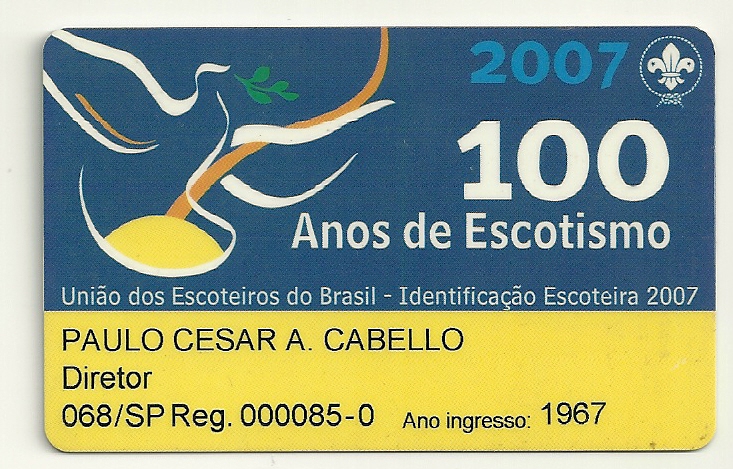 2007
100
Anos de Escotismo
União dos Escoteiros do Brasil - Identificação Escoteira 2007
PAULO CESAR A. CABELLO
Diretor
068/SP Reg. 000085-0 Ano ingresso: 1967